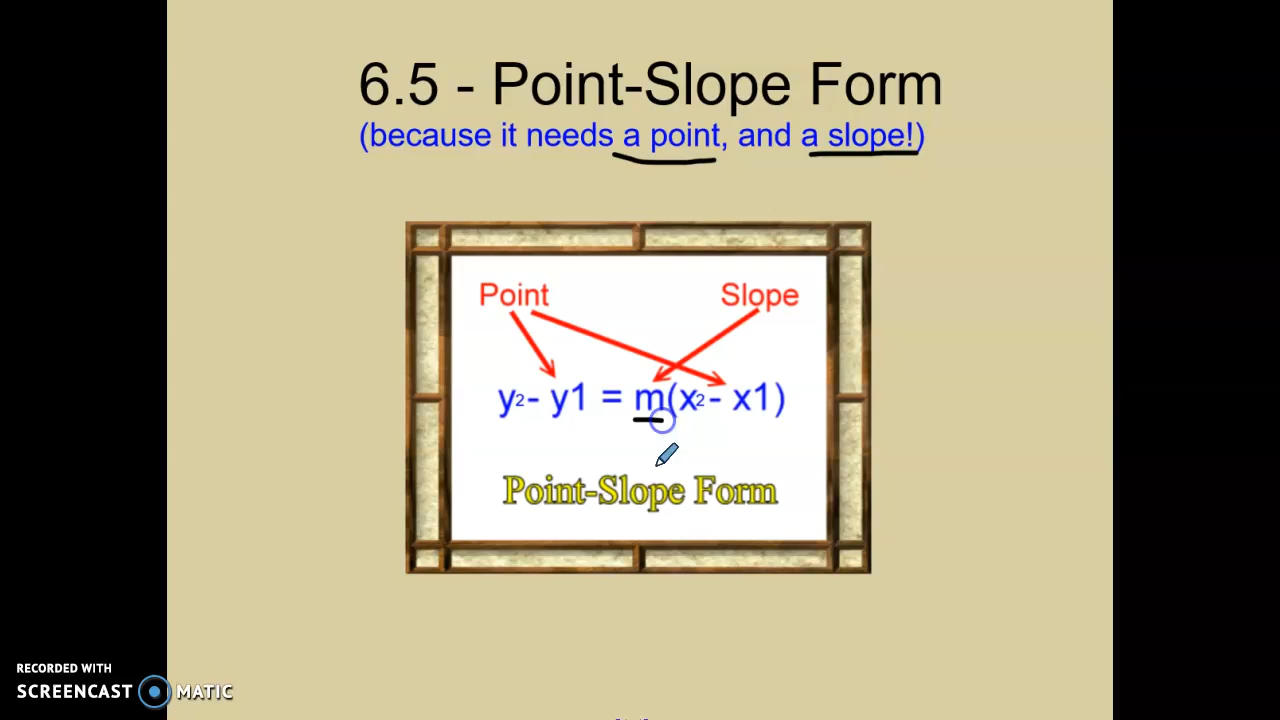 6.5 - Point-Slope Form
(because it needs a point, and a slope!)
Point Slope
y2 - y1 = m(x2 - x1)
Point-Slope Form
RECORDED WITH
SCREENCAST MATIC